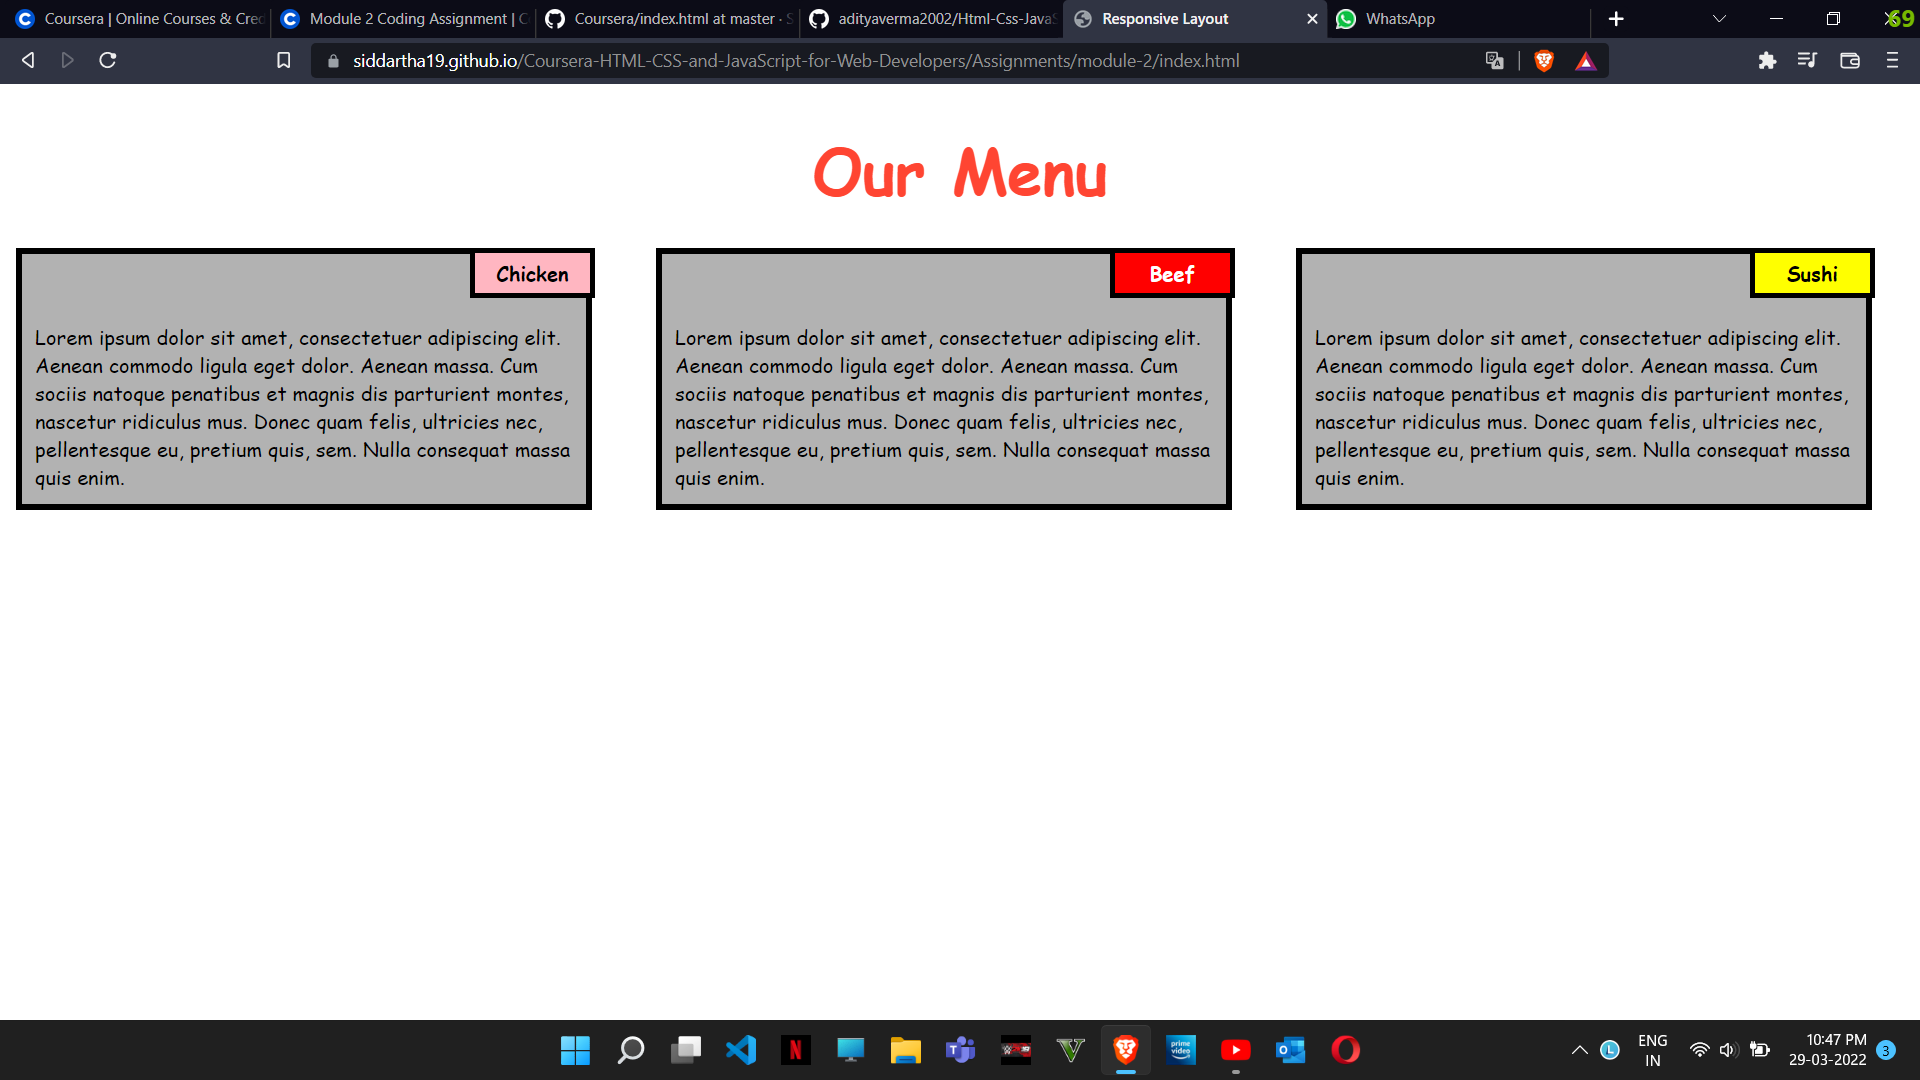 Coursera | Online Courses & Cred
Module 2 Coding Assignment | C
Coursera/index.html at master · S
adityaverma2002/Html-Css-JavaS
Responsive Layout
WhatsApp
69
siddartha19.github.io/Coursera-HTML-CSS-and-JavaScript-for-Web-Developers/Assignments/module-2/index.html
Our Menu
Chicken
Lorem ipsum dolor sit amet, consectetuer adipiscing elit.
Aenean commodo ligula eget dolor. Aenean massa. Cum
sociis natoque penatibus et magnis dis parturient montes,
nascetur ridiculus mus. Donec quam felis, ultricies nec,
pellentesque eu, pretium quis, sem. Nulla consequat massa
quis enim.
Beef
Lorem ipsum dolor sit amet, consectetuer adipiscing elit.
Aenean commodo ligula eget dolor. Aenean massa. Cum
sociis natoque penatibus et magnis dis parturient montes,
nascetur ridiculus mus. Donec quam felis, ultricies nec,
pellentesque eu, pretium quis, sem. Nulla consequat massa
quis enim.
Sushi
Lorem ipsum dolor sit amet, consectetuer adipiscing elit.
Aenean commodo ligula eget dolor. Aenean massa. Cum
sociis natoque penatibus et magnis dis parturient montes,
nascetur ridiculus mus. Donec quam felis, ultricies nec,
pellentesque eu, pretium quis, sem. Nulla consequat massa
quis enim.
prime
video
ENG
IN
10:47 PM
29-03-2022
3